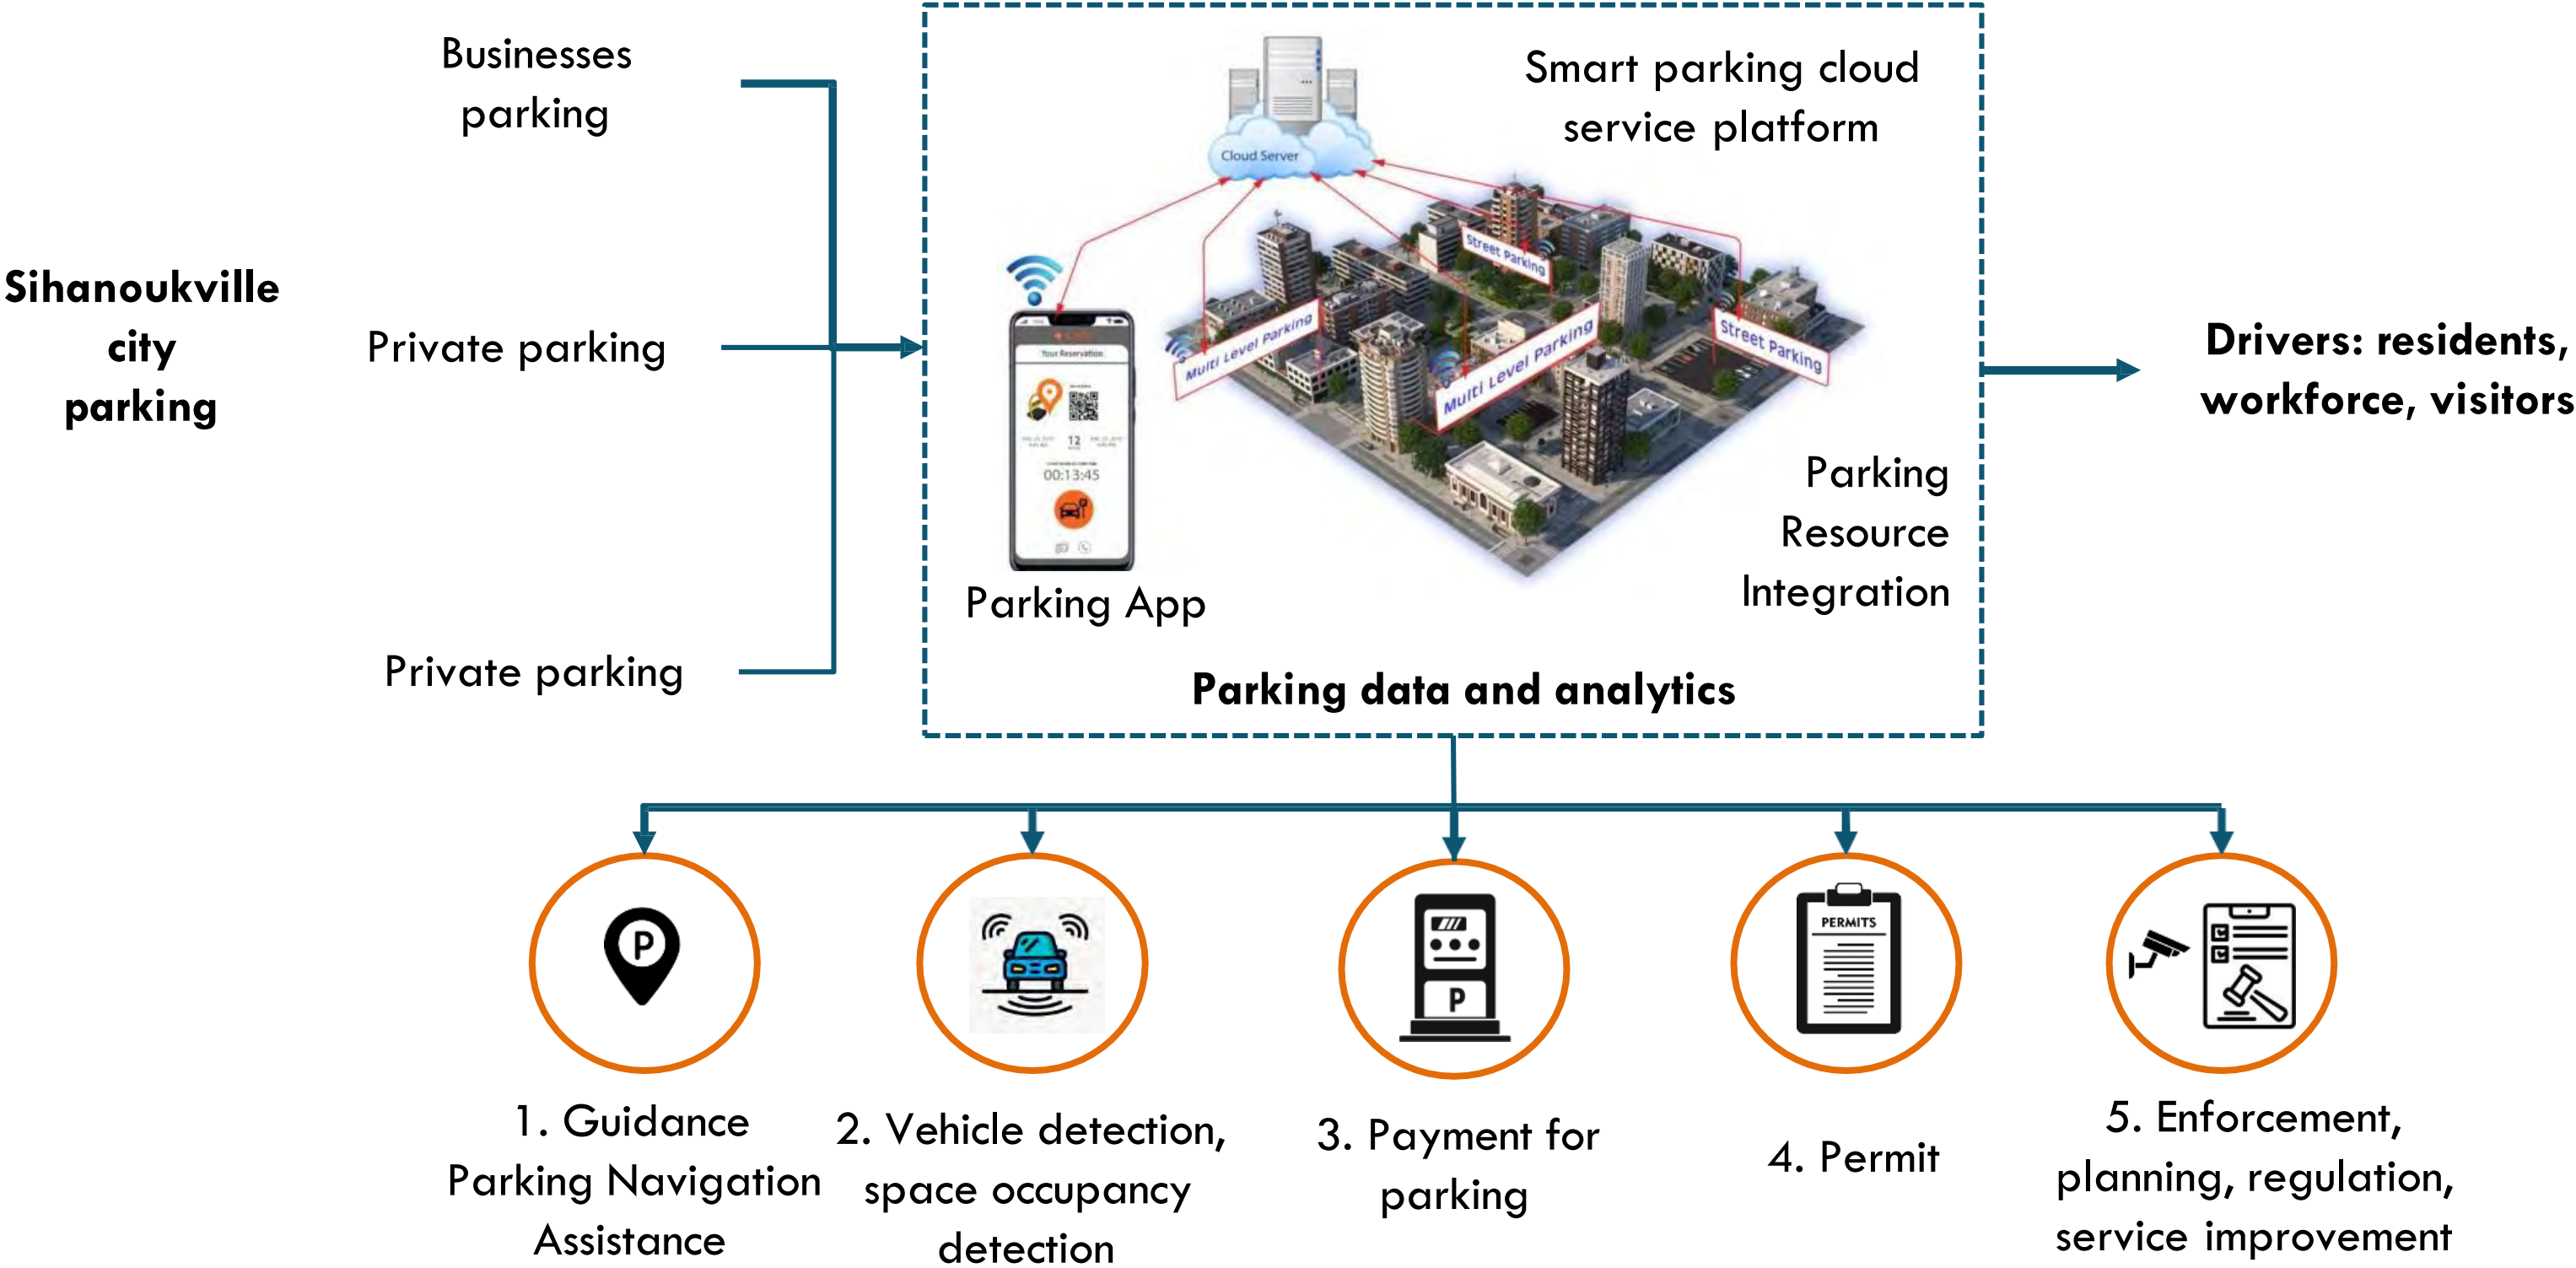 Businesses
parking
Sihanoukville
city
parking
Private parking
Private parking
Smart parking cloud
service platform
Cloud Server
Your Reservation
12
00:13:45
Parking App
Multi Level Parking
Street Parking
Multi Level Parking
Street Parking
Parking
Resource
Integration
Parking data and analytics
Drivers: residents,
workforce, visitors
P
P
PERMITS
1. Guidance
Parking Navigation
Assistance
2. Vehicle detection,
space occupancy
detection
3. Payment for
parking
4. Permit
5. Enforcement,
planning, regulation,
service improvement